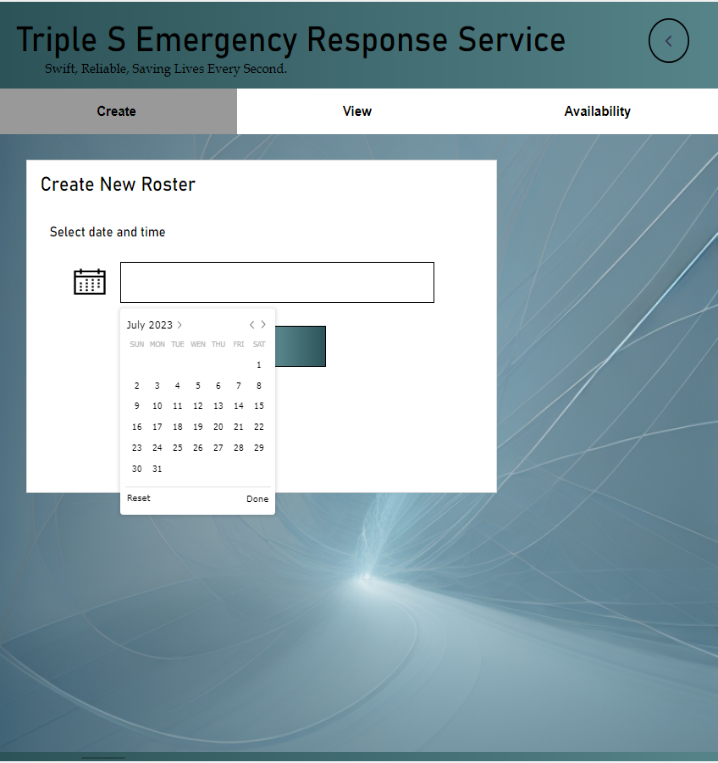 Triple S Emergency Response Service
Swift, Reliable, Saving Lives Every Second.
Create View Availability
Create New Roster
Select date and time
July 2023
SUN MON TUE WEN THU FRI SAT
1
2 3 4 5 6 7 8
9 10 11 12 13 14 15
16 17 18 19 20 21 22
23 24 25 26 27 28 29
30 31
Reset Done